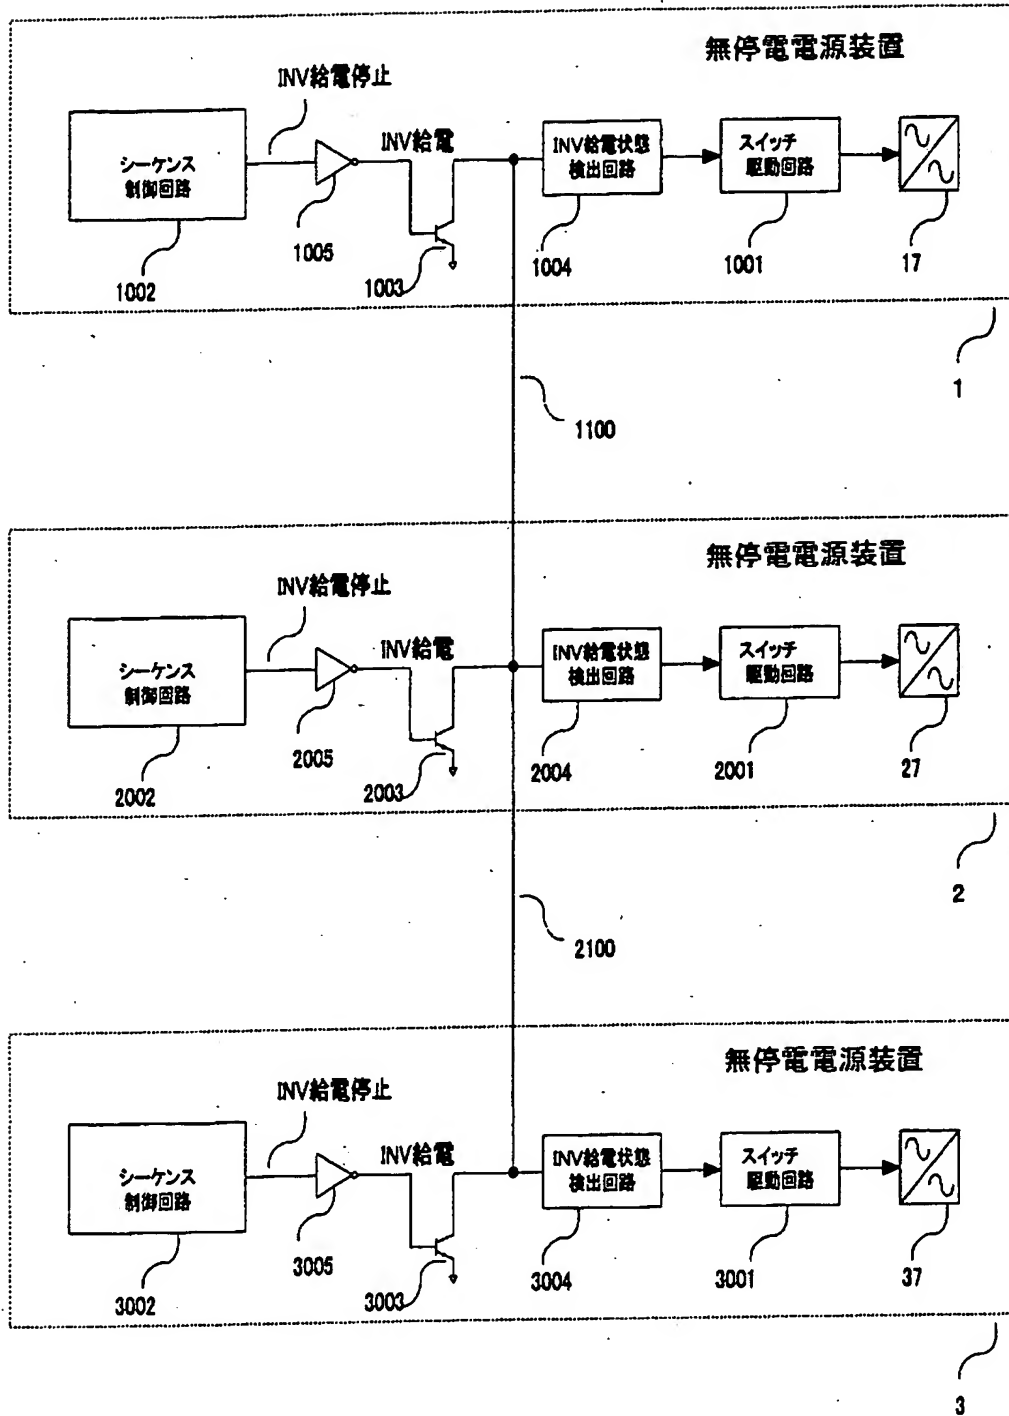 無停電電源装置
INV給電停止
シーケンス
制御回路
INV給電
INV給電状態
検出回路
スイッチ
駆動回路
1002
1005
1003
1004
1001
17
1
1100
無停電電源装置
INV給電停止
シーケンス
制御回路
INV給電
INV給電状態
検出回路
スイッチ
駆動回路
2002
2005
2003
2004
2001
27
2
2100
無停電電源装置
INV給電停止
シーケンス
制御回路
INV給電
INV給電状態
検出回路
スイッチ
駆動回路
3002
3005
3003
3004
3001
37
3